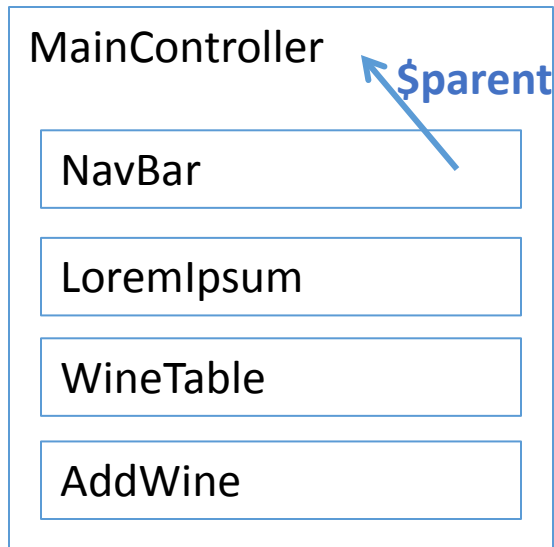 MainController
$parent
NavBar
LoremIpsum
WineTable
AddWine